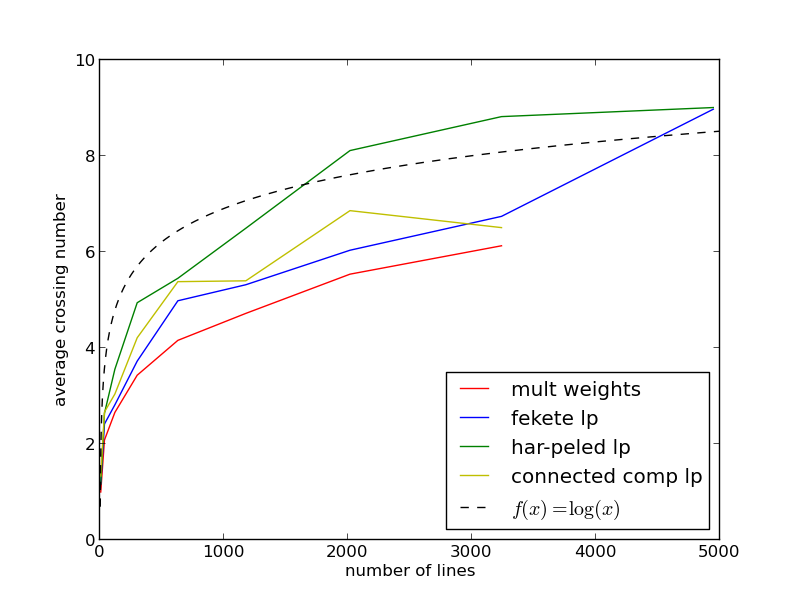 10
8
6
4
2
0
average crossing number
mult weights
fekete lp
har-peled lp
connected comp lp
f(x)=log(x)
0 1000 2000 3000 4000 5000
number of lines